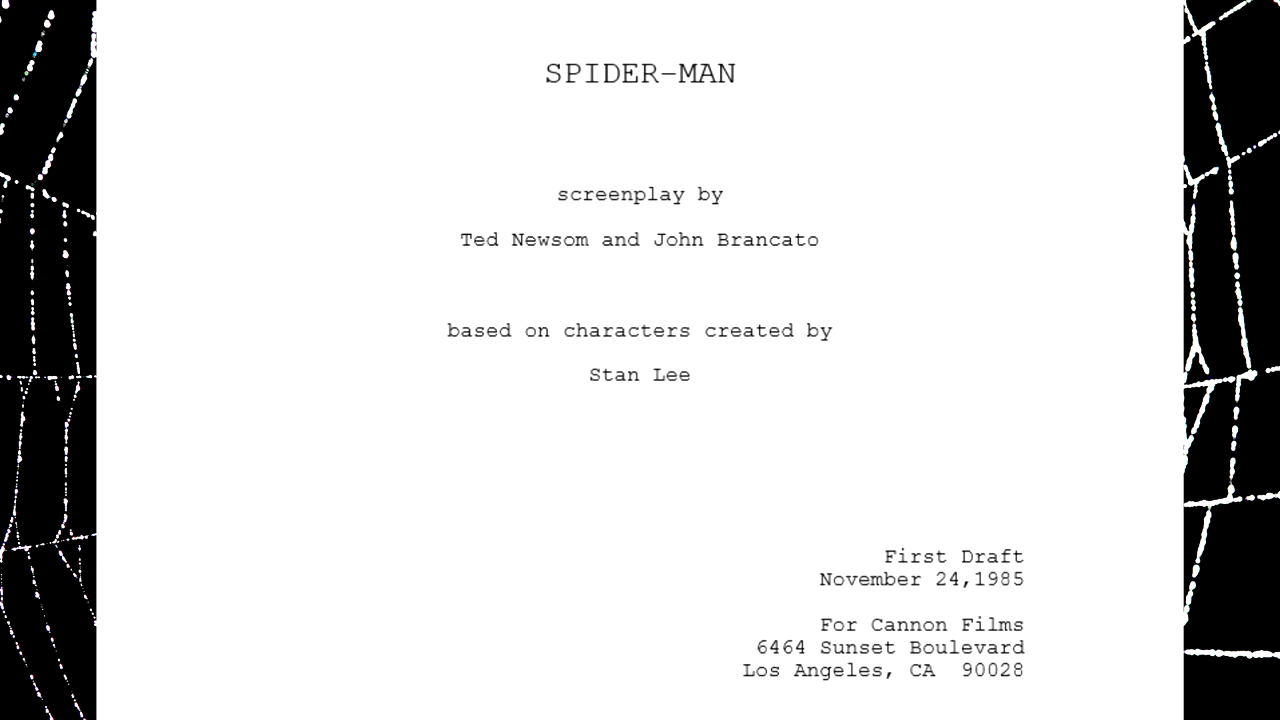 SPIDER-MAN
screenplay by
Ted Newsom and John Brancato
based on characters created by
Stan Lee
First Draft
November 24,1985
For Cannon Films
6464 Sunset Boulevard
Los Angeles, CA  90028